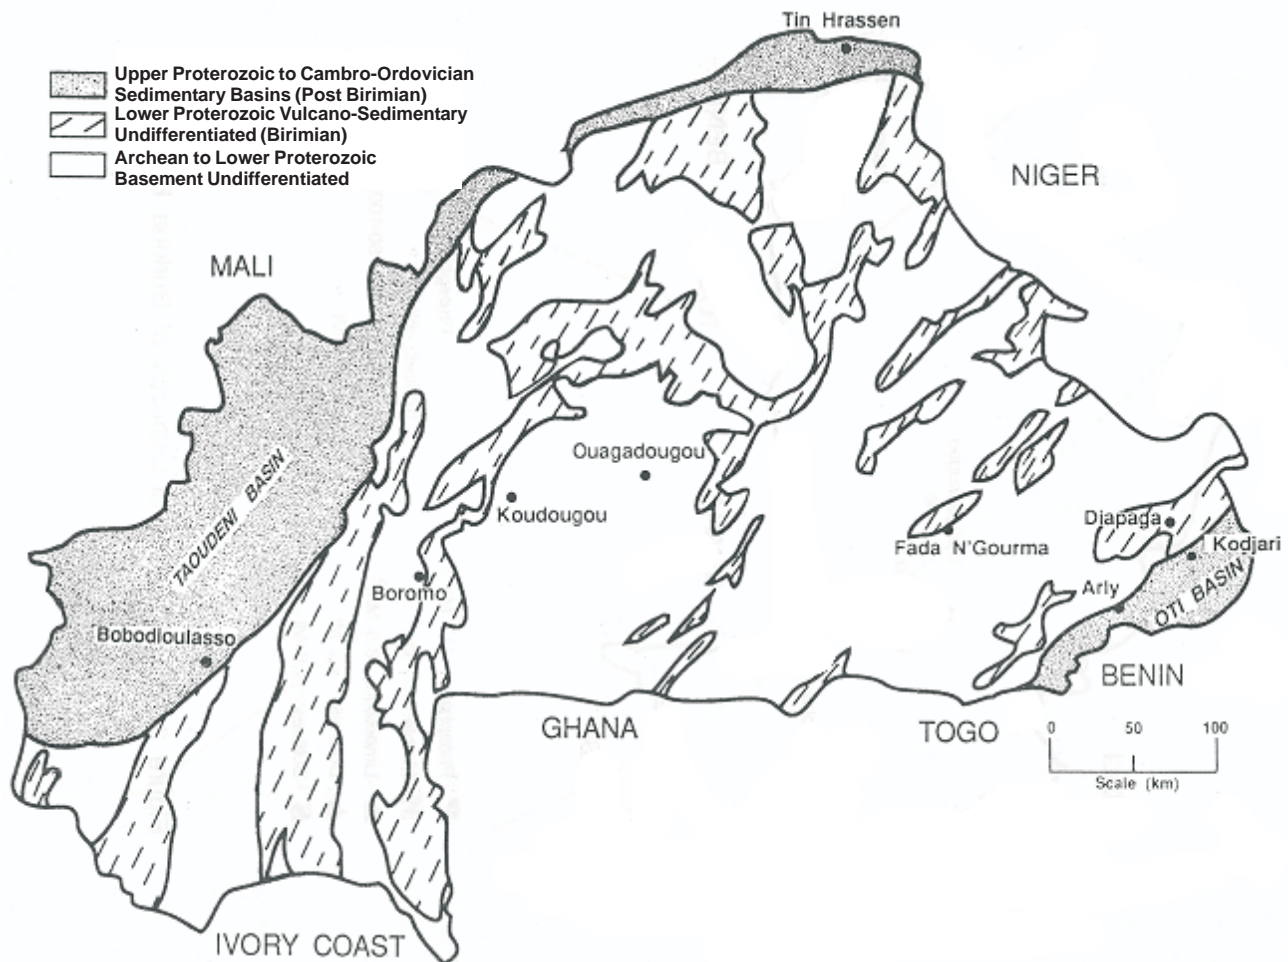 Tin Hrassen
Upper Proterozoic to Cambro-Ordovician
Sedimentary Basins (Post Birimian)
Lower Proterozoic Vulcano-Sedimentary
Undifferentiated (Birimian)
Archean to Lower Proterozoic
Basement Undifferentiated
NIGER
MALI
Ouagadougou
Koudougou
TAOUDENI BASIN
Diapaga
Fada N'Gourma
Kodjari
Boromo
Arly
OTI BASIN
Bobodioulasso
BENIN
GHANA
TOGO
0 50 100
Scale (km)
IVORY COAST